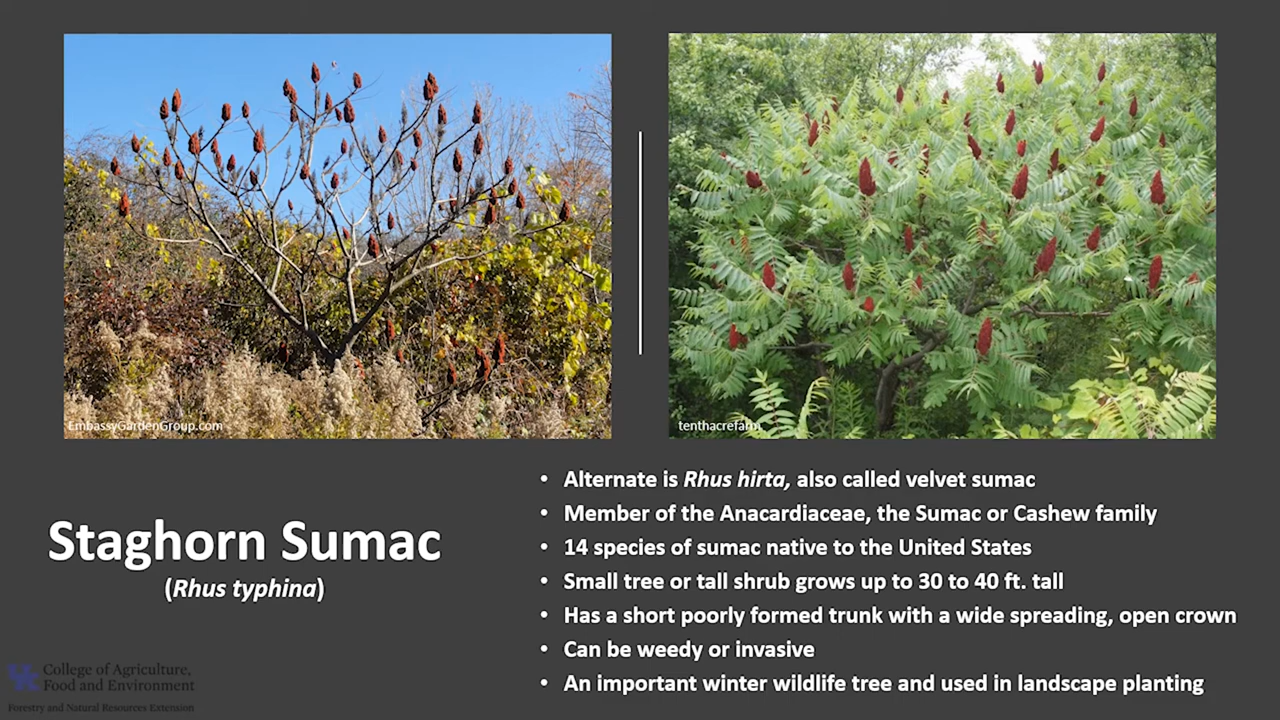 EmbassyGardenGroup.com
tenthacrefarm
Staghorn Sumac
(Rhus typhina)
• Alternate is Rhus hirta, also called velvet sumac
• Member of the Anacardiaceae, the Sumac or Cashew family
• 14 species of sumac native to the United States
• Small tree or tall shrub grows up to 30 to 40 ft. tall
• Has a short poorly formed trunk with a wide spreading, open crown
• Can be weedy or invasive
• An important winter wildlife tree and used in landscape planting
UK
College of Agriculture,
Food and Environment
Forestry and Natural Resources Extension